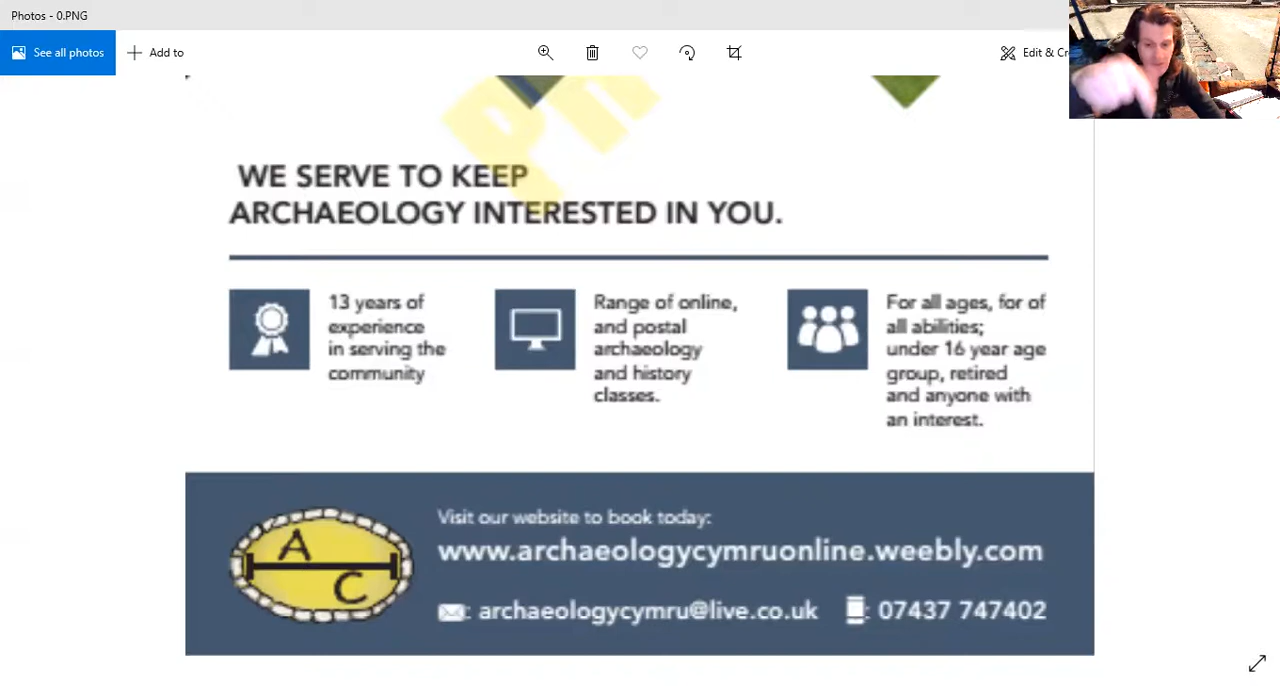 Photos - 0.PNG
See all photos
Add to
Edit & Cr
WE SERVE TO KEEP
ARCHAEOLOGY INTERESTED IN YOU.
13 years of
experience
in serving the
community
Range of online,
and postal
archaeology
and history
classes.
For all ages, for of
all abilities;
under 16 year age
group, retired
and anyone with
an interest.
A
C
Visit our website to book today:
www.archaeologycymruonline.weebly.com
: archaeologycymru@live.co.uk
: 07437 747402